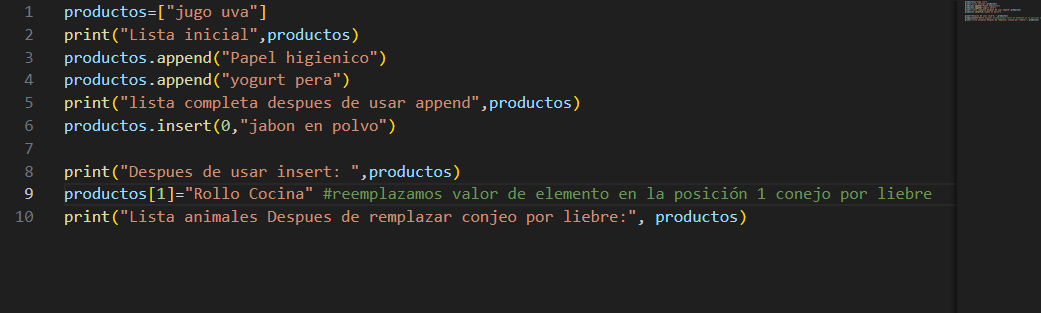 1 productos=["jugo uva"]
2 print("Lista inicial",productos)
3 productos.append("Papel higienico")
4 productos.append("yogurt pera")
5 print("lista completa despues de usar append",productos)
6 productos.insert(0,"jabon en polvo")
7
8 print("Despues de usar insert: ",productos)
9 productos[1]="Rollo Cocina" #reemplazamos valor de elemento en la posición 1 conejo por liebre
10 print("Lista animales Despues de remplazar conjeo por liebre:", productos)